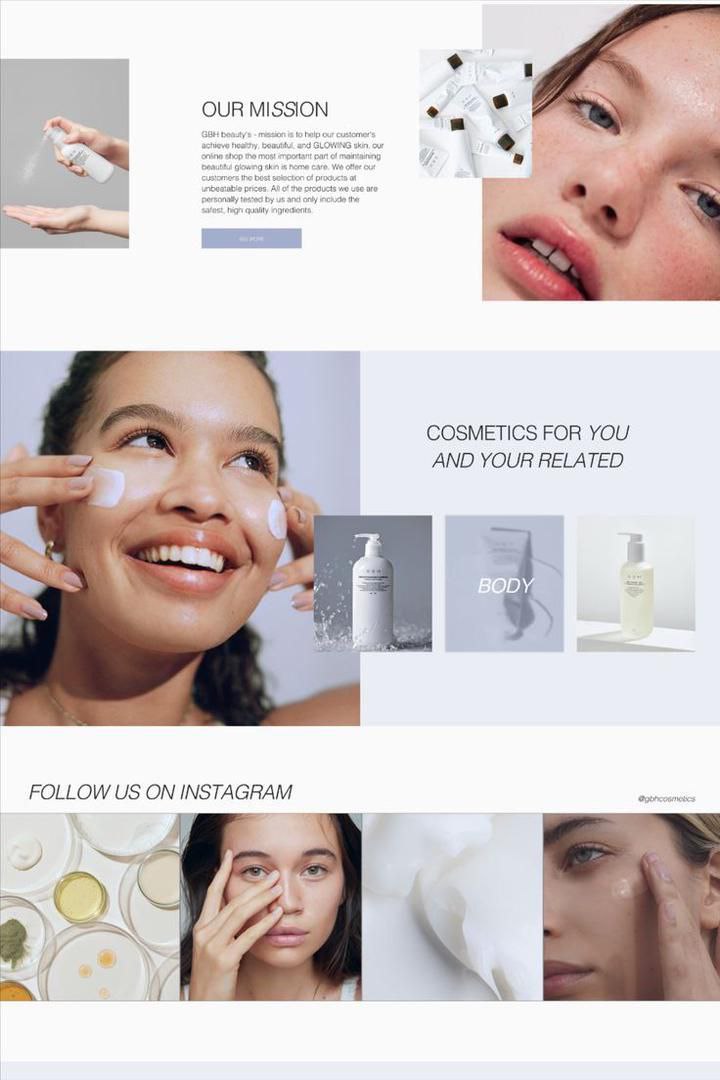 OUR MISSION
GBH beauty's - mission is to help our customer's
achieve healthy, beautiful, and GLOWING skin. our
online shop the most important part of maintaining
beautiful glowing skin is home care. We offer our
customers the best selection of products at
unbeatable prices. All of the products we use are
personally tested by us and only include the
safest, high quality ingredients.
COSMETICS FOR YOU
AND YOUR RELATED
BODY
FOLLOW US ON INSTAGRAM
@gbhcosmetics